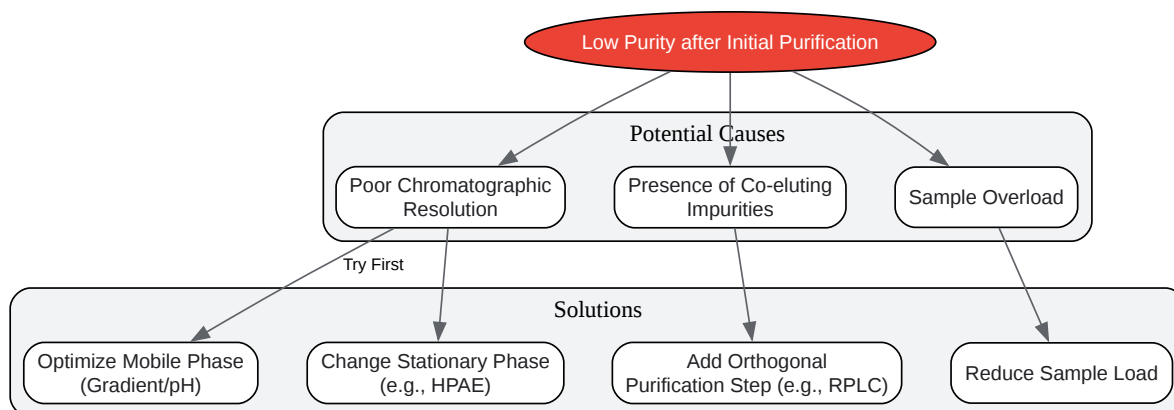 Low Purity after Initial Purification
Potential Causes
Poor Chromatographic
Resolution
Presence of Co-eluting
Impurities
Sample Overload
Try First
Solutions
Optimize Mobile Phase
(Gradient/pH)
Change Stationary Phase
(e.g., HPAE)
Add Orthogonal
Purification Step (e.g., RPLC)
Reduce Sample Load